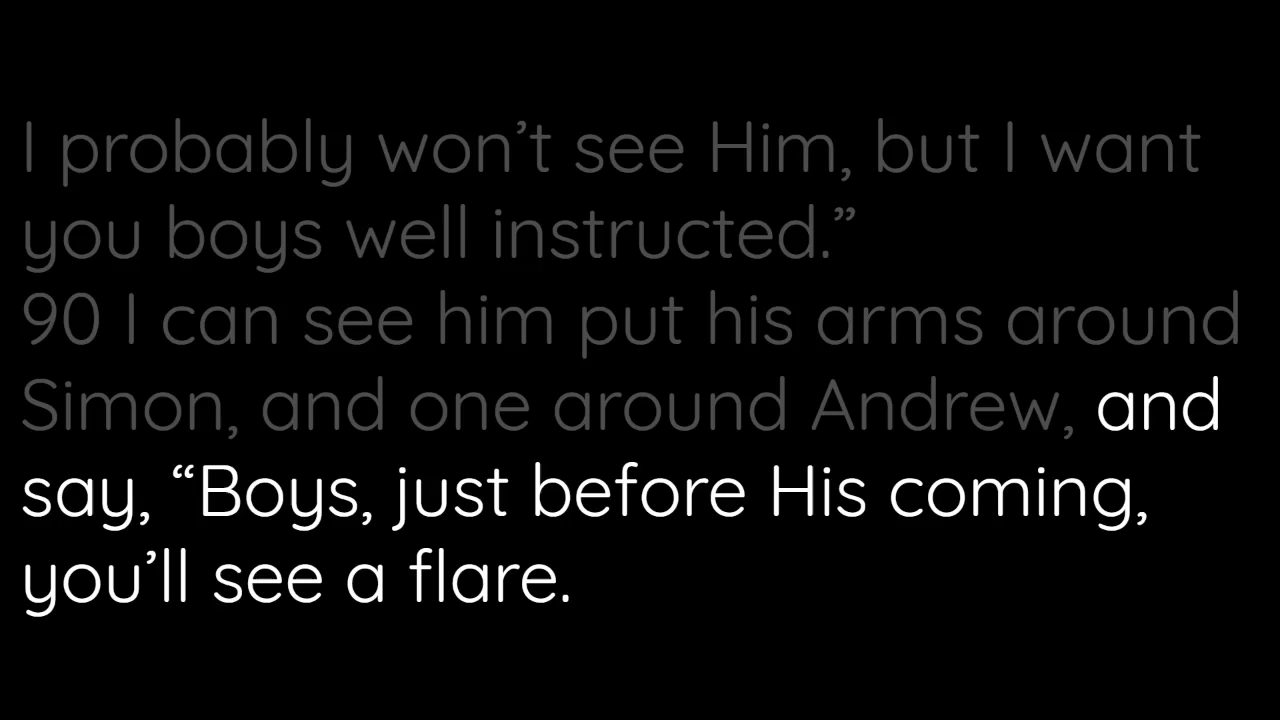 I probably won’t see Him, but I want
you boys well instructed.”
90 I can see him put his arms around
Simon, and one around Andrew, and
say, “Boys, just before His coming,
you’ll see a flare.